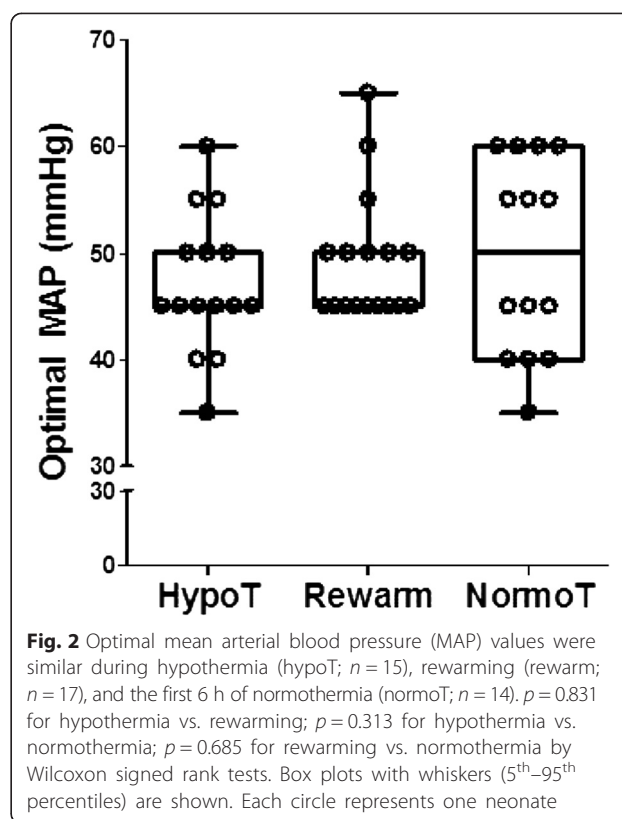 70
60
50
40
30
30
0
Optimal MAP (mmHg)
HypoT Rewarm NormoT
Fig. 2 Optimal mean arterial blood pressure (MAP) values were
similar during hypothermia (hypoT; n = 15), rewarming (rewarm;
n = 17), and the first 6 h of normothermia (normoT; n = 14). p = 0.831
for hypothermia vs. rewarming; p = 0.313 for hypothermia vs.
normothermia; p = 0.685 for rewarming vs. normothermia by
Wilcoxon signed rank tests. Box plots with whiskers (5th–95th
percentiles) are shown. Each circle represents one neonate